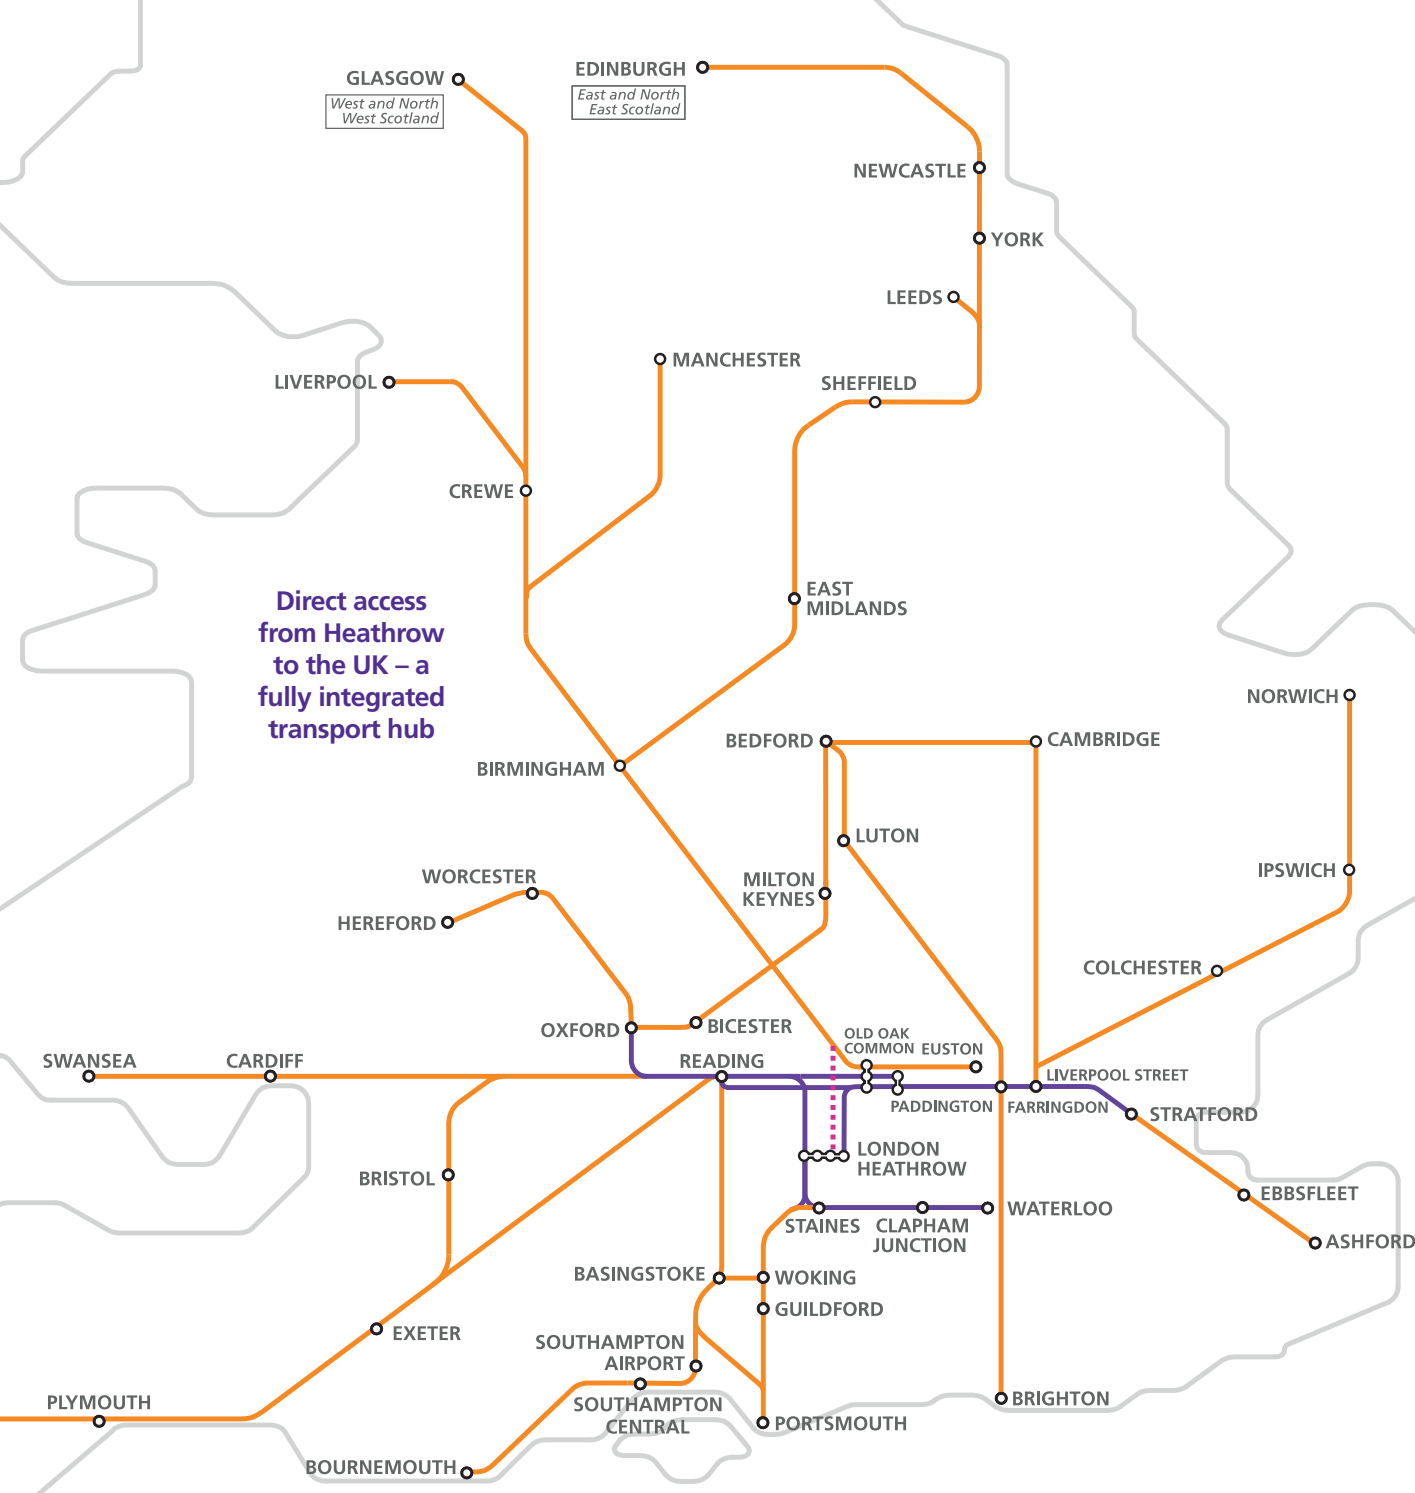 EDINBURGH
GLASGOW
East and North
East Scotland
West and North
West Scotland
NEWCASTLE
YORK
LEEDS
MANCHESTER
LIVERPOOL
SHEFFIELD
CREWE
EAST
MIDLANDS
Direct access
from Heathrow
to the UK – a
fully integrated
transport hub
NORWICH
BEDFORD
CAMBRIDGE
BIRMINGHAM
LUTON
IPSWICH
WORCESTER
MILTON
KEYNES
HEREFORD
COLCHESTER
OXFORD
BICESTER
OLD OAK
COMMON
EUSTON
SWANSEA
CARDIFF
READING
LIVERPOOL STREET
PADDINGTON
FARRINGDON
STRATFORD
LONDON
HEATHROW
BRISTOL
EBBSFLEET
STAINES
CLAPHAM
JUNCTION
WATERLOO
ASHFORD
BASINGSTOKE
WOKING
GUILDFORD
EXETER
SOUTHAMPTON
AIRPORT
PLYMOUTH
SOUTHAMPTON
CENTRAL
BRIGHTON
PORTSMOUTH
BOURNEMOUTH